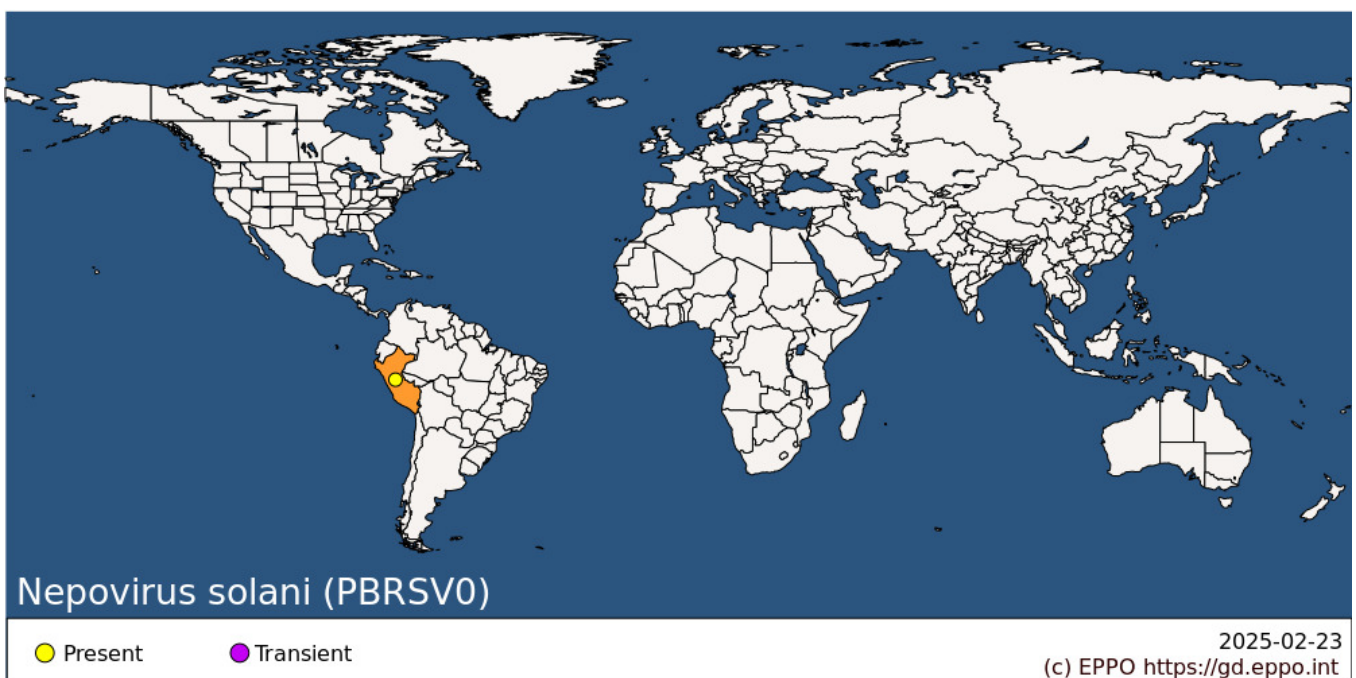 Nepovirus solani (PBRSV0)
Present
Transient
2025-02-23
(c) EPPO https://gd.eppo.int